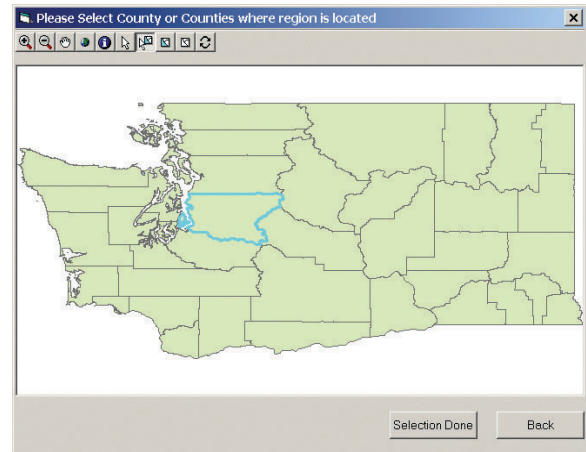 Please Select County or Counties where region is located
Selection Done
Back